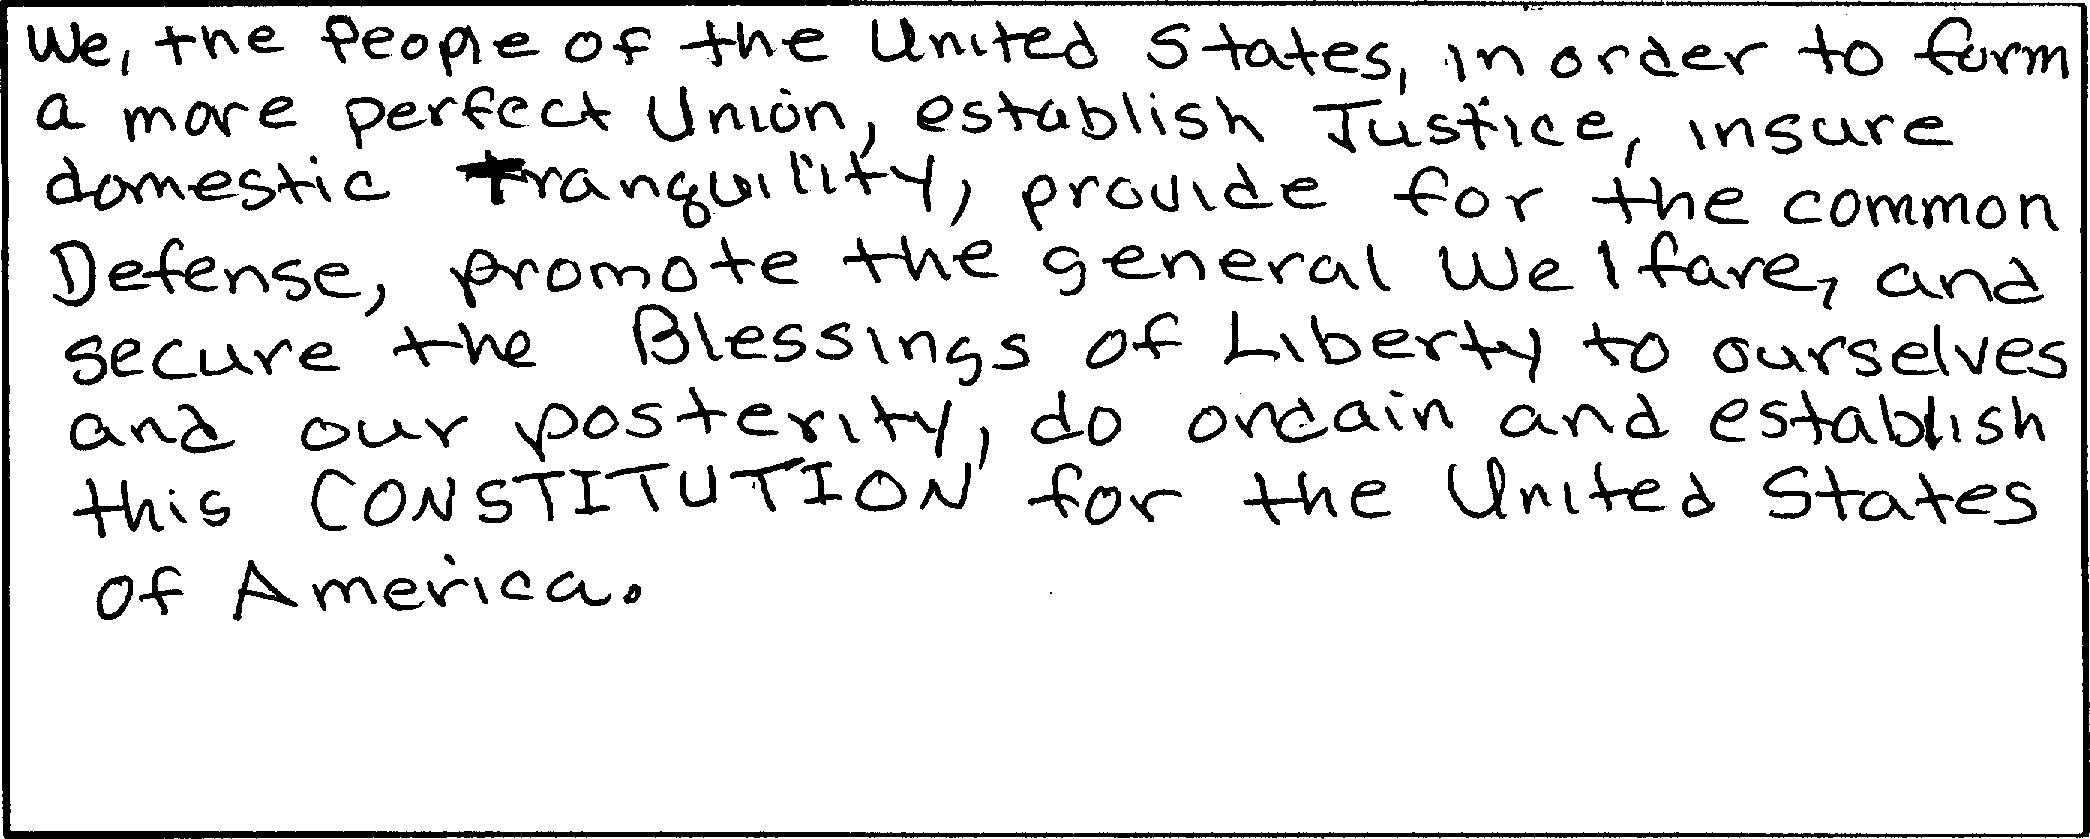 We, the People of the United States, in order to form
a more perfect Union, establish Justice, insure
domestic tranquility, provide for the common
Defense, promote the general Welfare, and
secure the Blessings of Liberty to ourselves
and our posterity, do ordain and establish
this CONSTITUTION for the United States
of America.